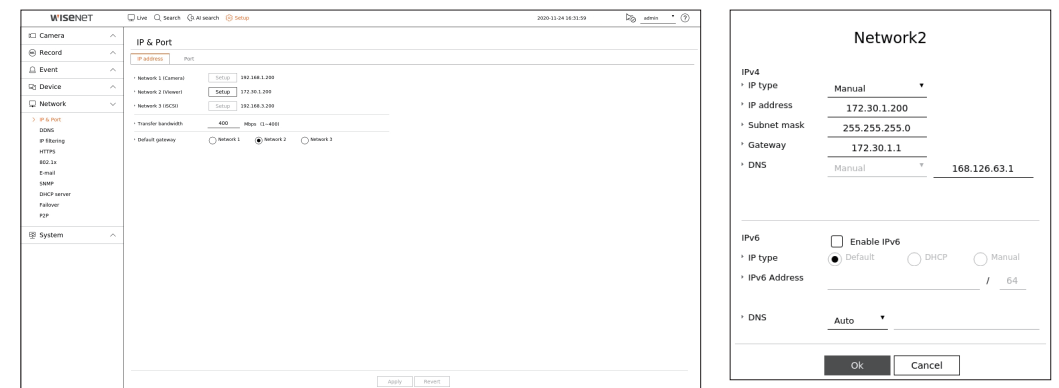 WISENET
Live Search AI search Setup 2020-11-24 16:31:59 admin ?
Camera
Record
Event
Device
Network
IP & Port
DDNS
IP filtering
HTTPS
802.1x
E-mail
SNMP
DHCP server
Failover
P2P
System
IP & Port
IP address Port
Network 1 (Camera) Setup 192.168.1.200
Network 2 (Viewer) Setup 172.30.1.200
Network 3 (iSCSI) Setup 192.168.3.200
Transfer bandwidth 400 Mbps (1~400)
Default gateway Network 1 Network 2 Network 3
Apply Revert
Network2
IPv4
IP type Manual
IP address 172.30.1.200
Subnet mask 255.255.255.0
Gateway 172.30.1.1
DNS Manual 168.126.63.1
IPv6 Enable IPv6
IP type Default DHCP Manual
IPv6 Address / 64
DNS Auto
Ok Cancel